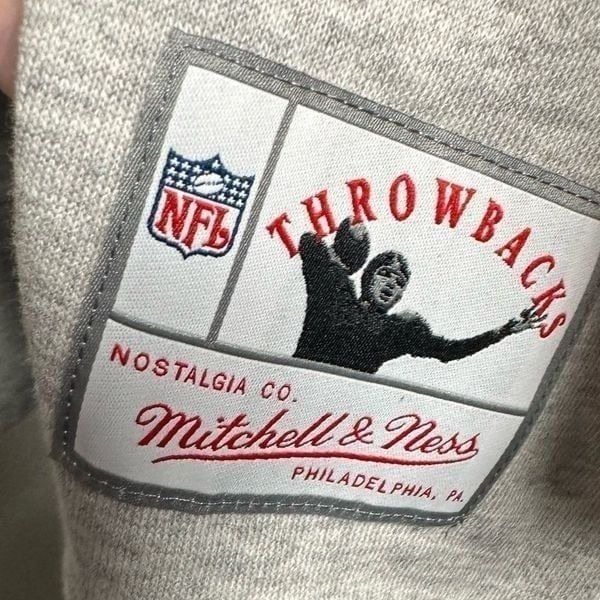 NFL
THROWBACKS
NOSTALGIA CO.
Mitchell & Ness
PHILADELPHIA, PA.